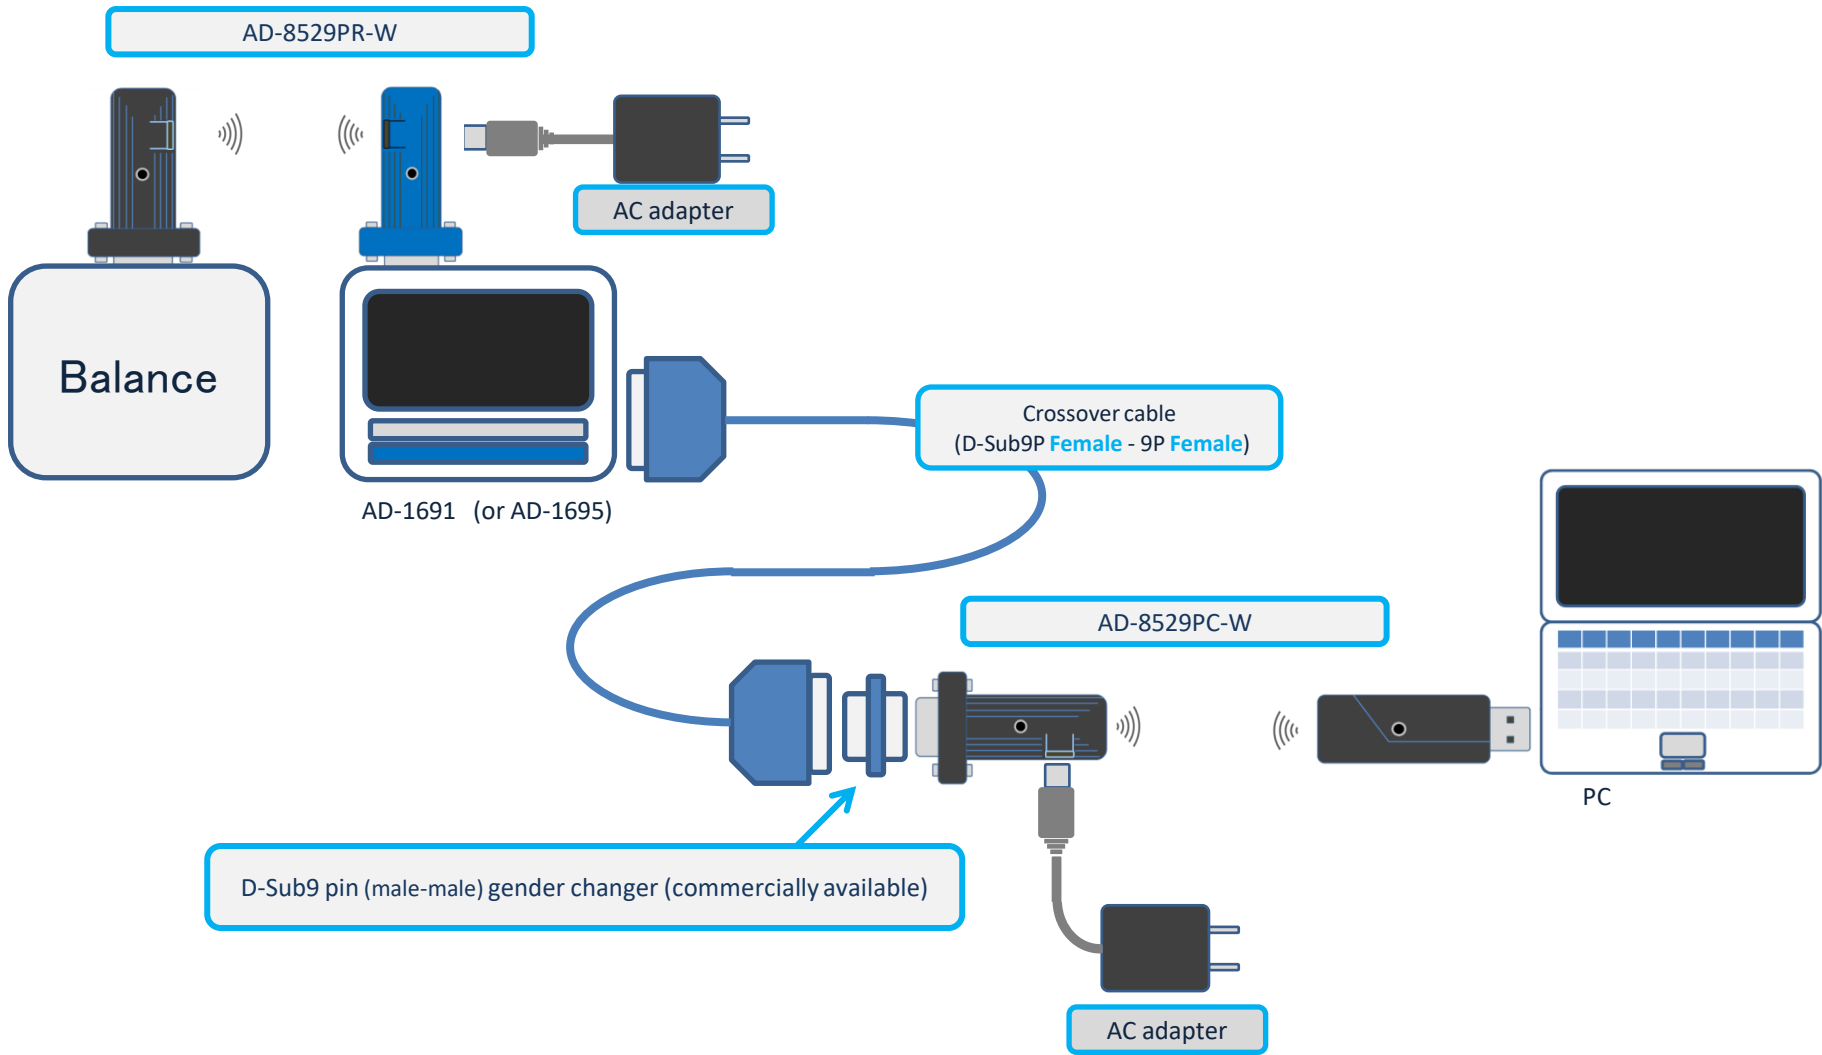 AD-8529PR-W
AC adapter
Balance
Crossover cable
(D-Sub9P Female - 9P Female)
AD-1691 (or AD-1695)
AD-8529PC-W
PC
D-Sub9 pin (male-male) gender changer (commercially available)
AC adapter